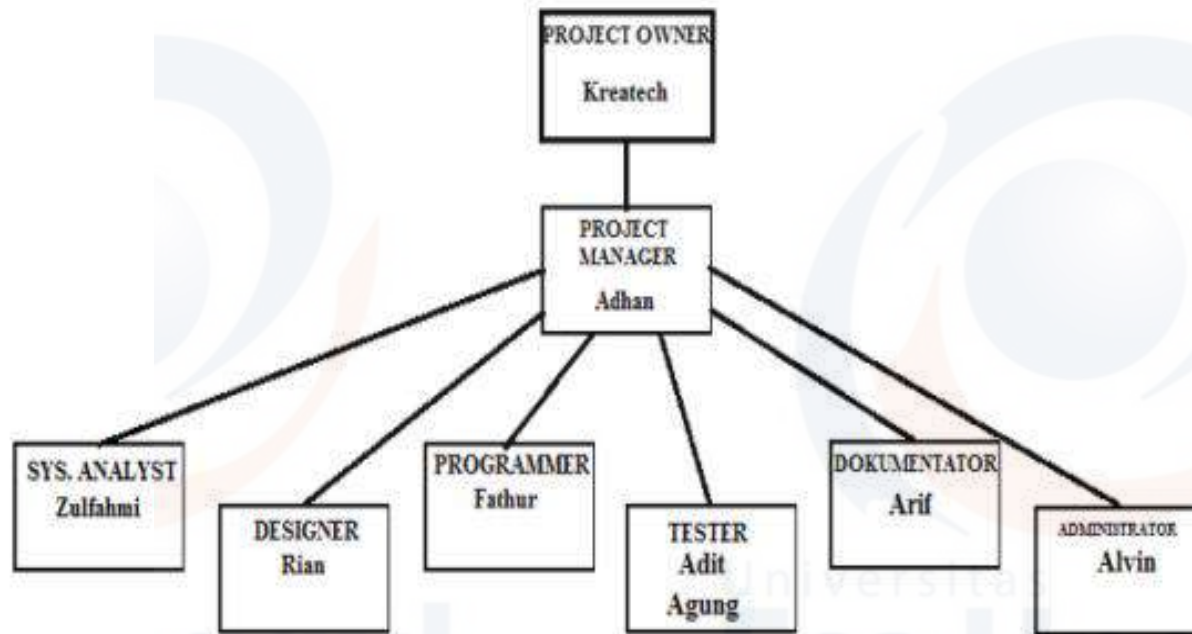 PROJECT OWNER
Kreatech
PROJECT
MANAGER
Adhan
SYS. ANALYST
Zulfahmi
DESIGNER
Rian
PROGRAMMER
Fathur
TESTER
Adit
Agung
DOKUMENTATOR
Arif
ADMINISTRATOR
Alvin
Universitas